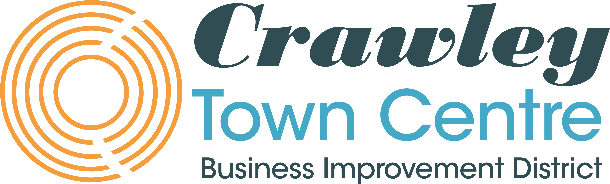 Crawley
Town Centre
Business Improvement District